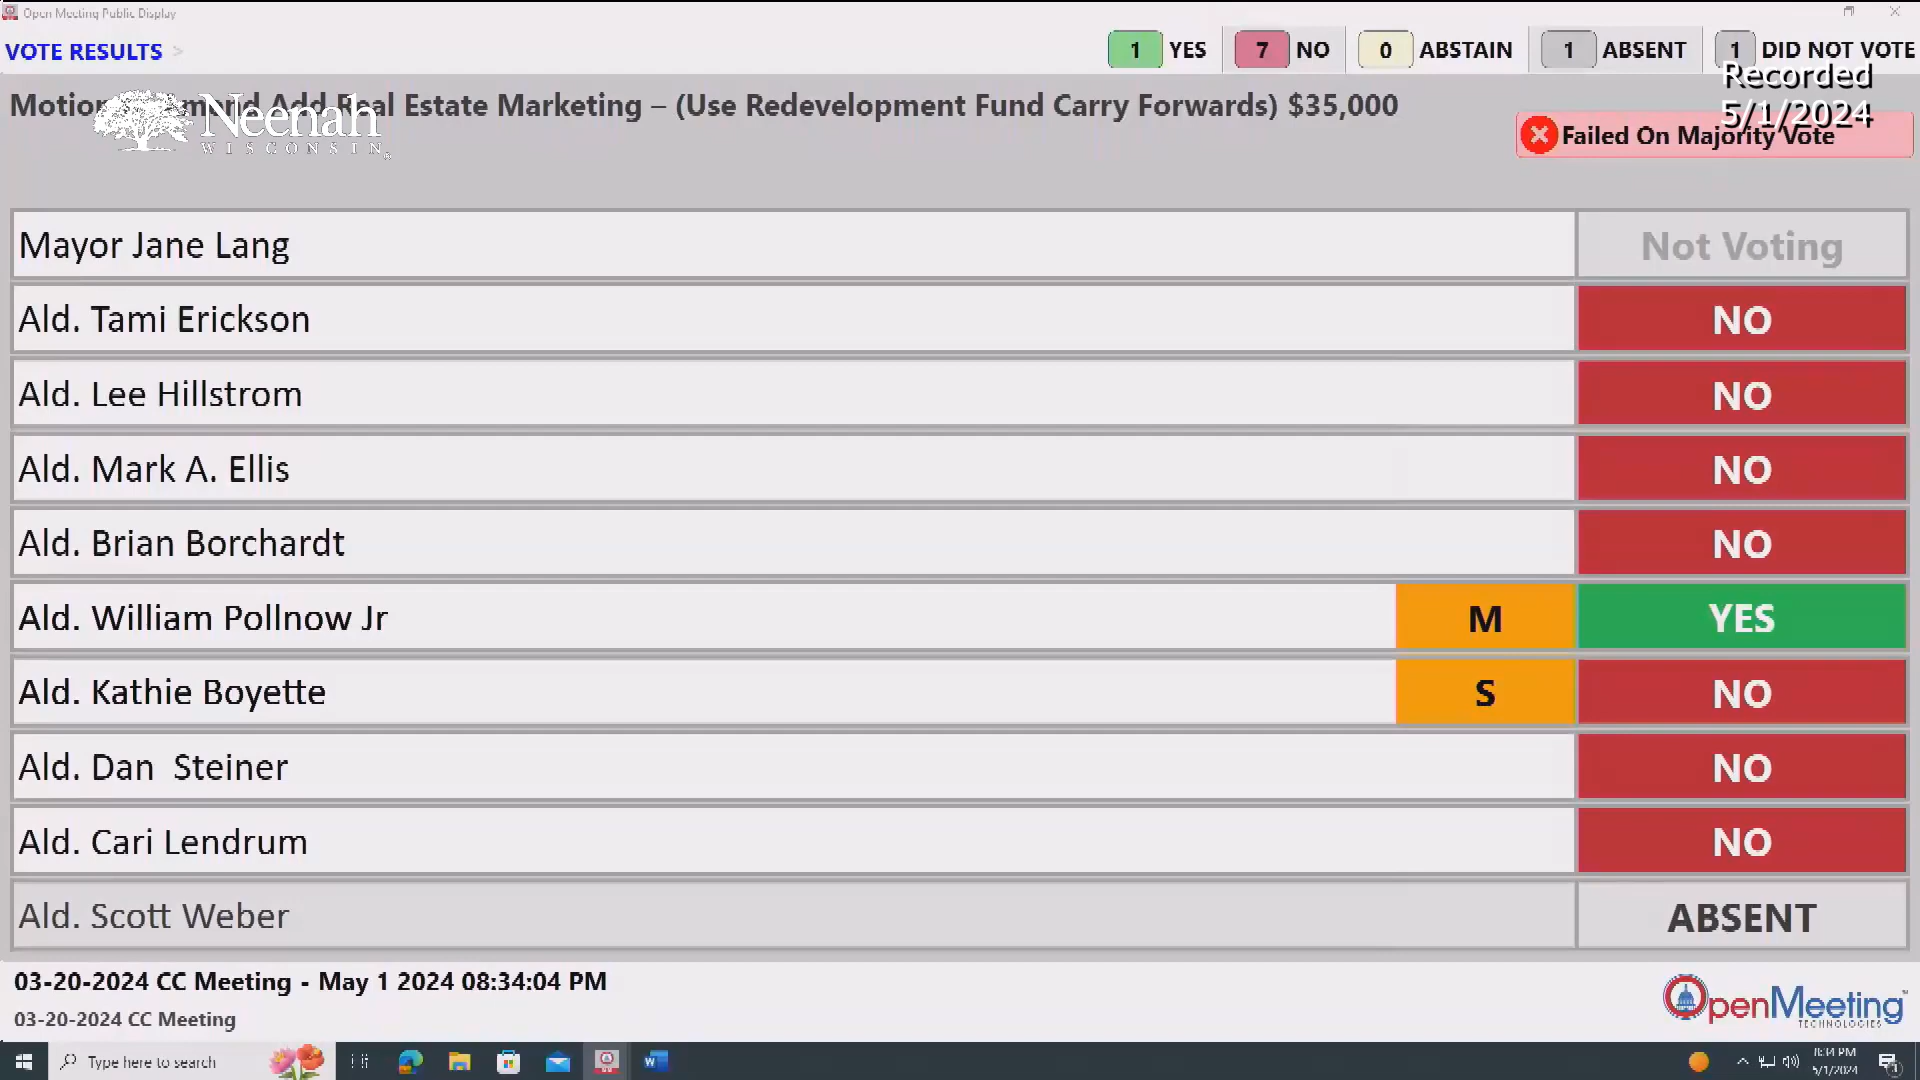 Open Meeting Public Display
VOTE RESULTS >
1 YES 7 NO 0 ABSTAIN 1 ABSENT 1 DID NOT VOTE
Recorded
5/1/2024
Add Real Estate Marketing – (Use Redevelopment Fund Carry Forwards) $35,000
Neenah
WISCONSIN
Failed On Majority Vote
Mayor Jane Lang Not Voting
Ald. Tami Erickson NO
Ald. Lee Hillstrom NO
Ald. Mark A. Ellis NO
Ald. Brian Borchardt NO
Ald. William Pollnow Jr M YES
Ald. Kathie Boyette S NO
Ald. Dan Steiner NO
Ald. Cari Lendrum NO
Ald. Scott Weber ABSENT
03-20-2024 CC Meeting - May 1 2024 08:34:04 PM
03-20-2024 CC Meeting
OpenMeeting
TECHNOLOGIES
Type here to search
8:34 PM
5/1/2024